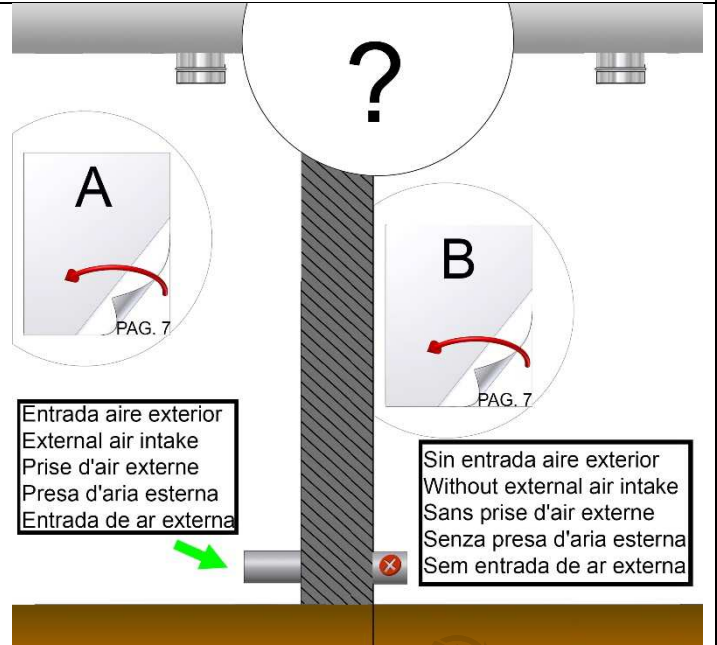 ?
A
PAG. 7
B
PAG. 7
Entrada aire exterior
External air intake
Prise d'air externe
Presa d'aria esterna
Entrada de ar externa
Sin entrada aire exterior
Without external air intake
Sans prise d'air externe
Senza presa d'aria esterna
Sem entrada de ar externa